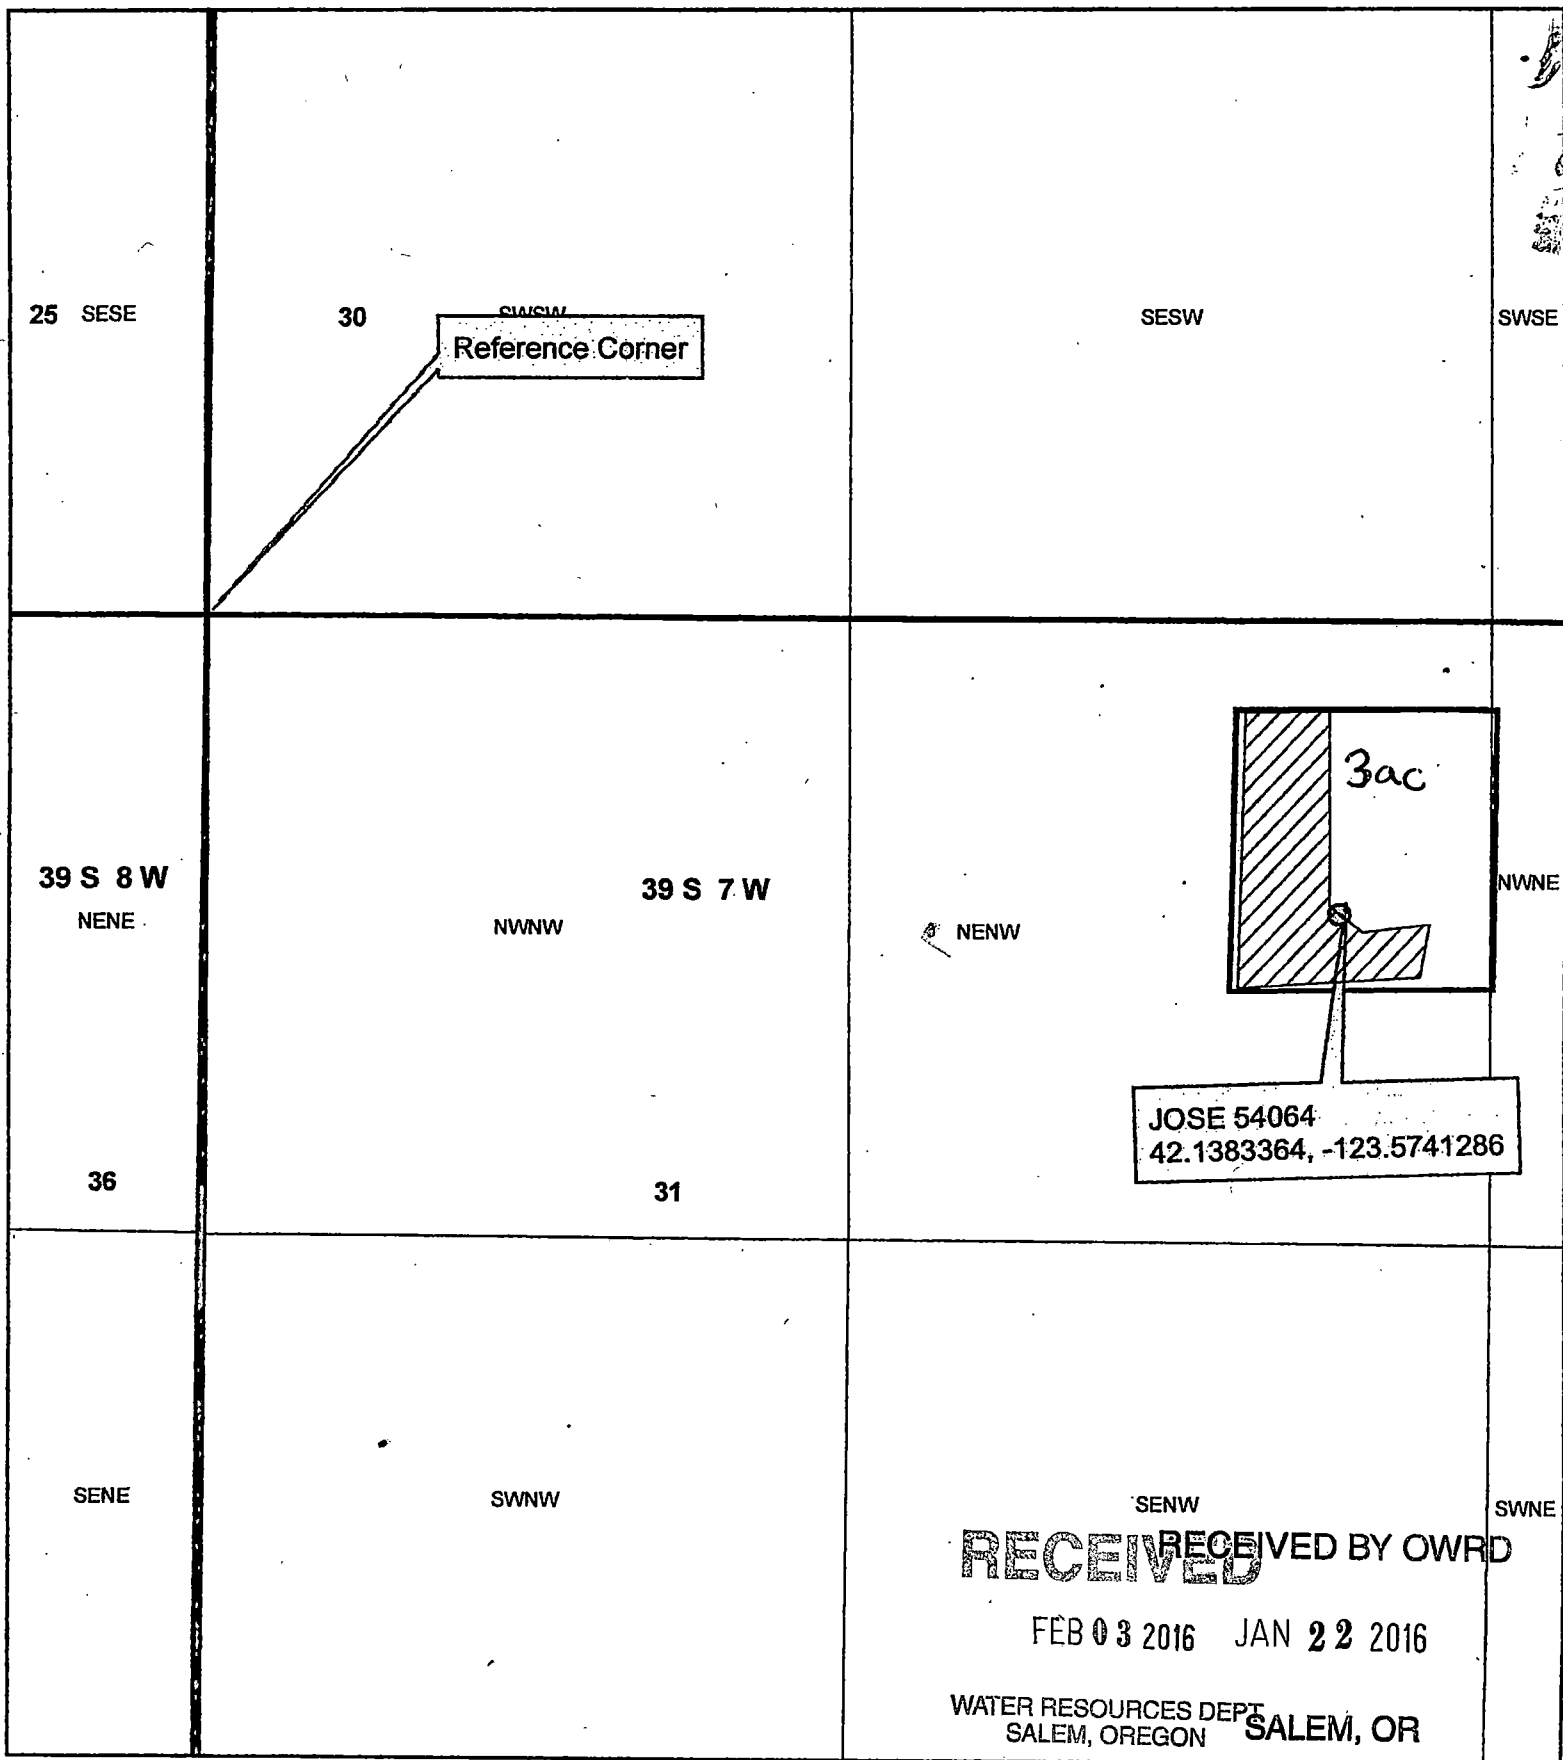 25 SESE
30
SWSW
SESW
SWSE
Reference Corner
3ac
39 S 8 W
39 S 7 W
NWNE
NENE
NWNW
NENW
JOSE 54064
42.1383364, -123.5741286
36
31
SENE
SWNW
SENW
SWNE
RECEIVED
RECEIVED BY OWRD
FEB 03 2016
JAN 22 2016
WATER RESOURCES DEPT
SALEM, OREGON
SALEM, OR